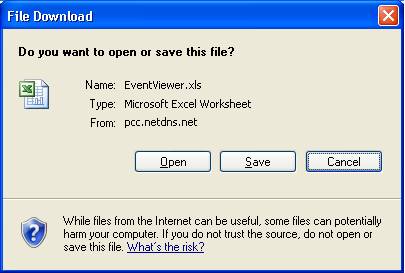 File Download
Do you want to open or save this file?
Name: EventViewer.xls
Type: Microsoft Excel Worksheet
From: pcc.netdns.net
Open Save Cancel
While files from the Internet can be useful, some files can potentially
harm your computer. If you do not trust the source, do not open or
save this file. What's the risk?